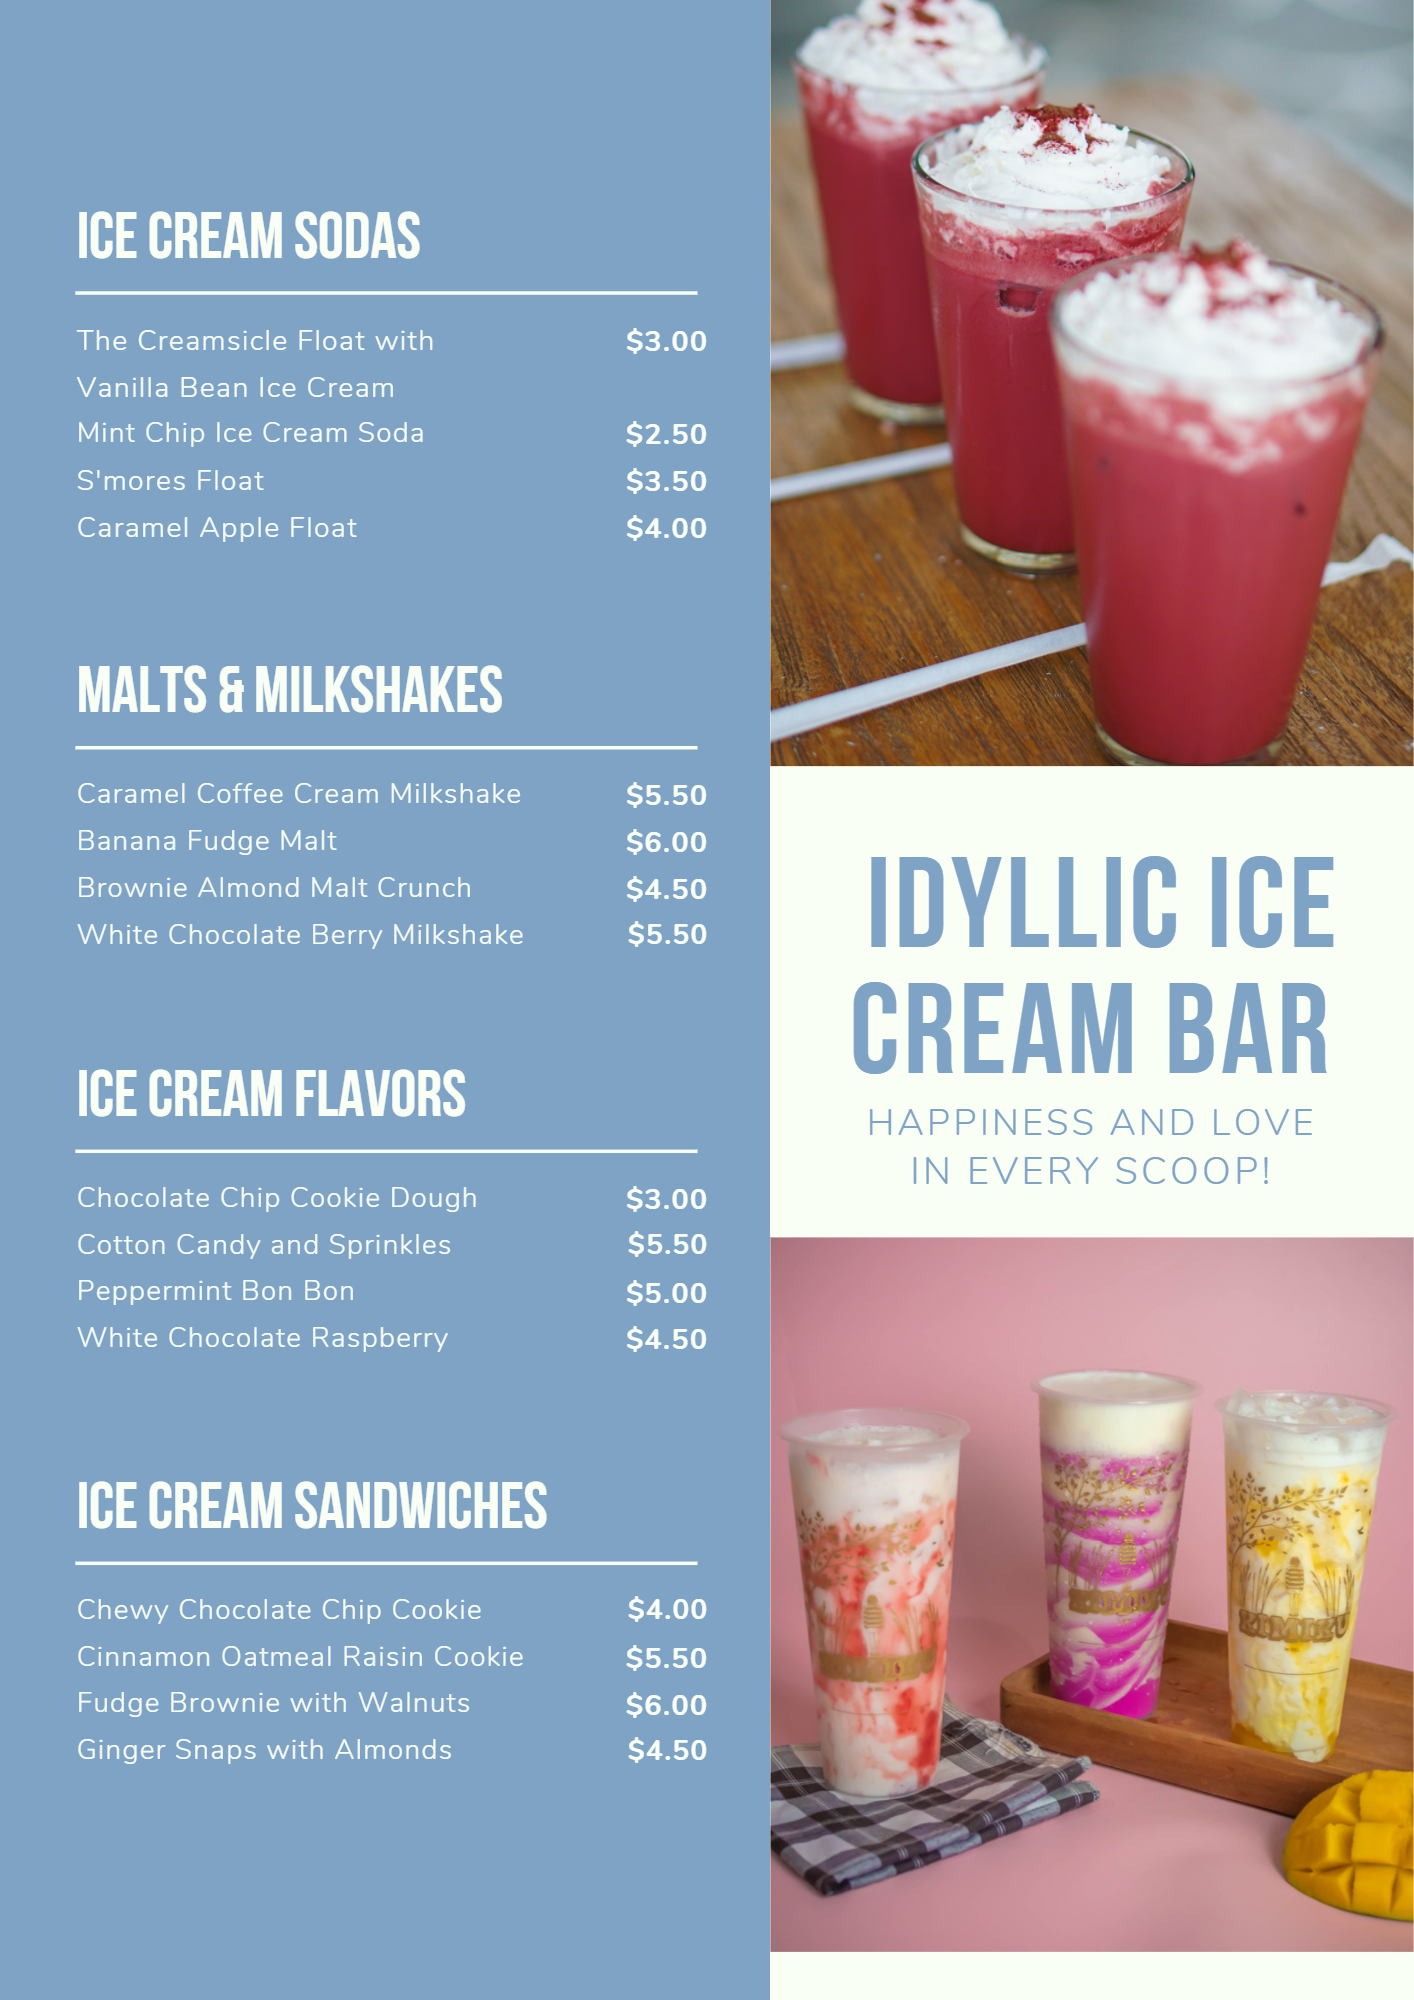 ICE CREAM SODAS
The Creamsicle Float with $3.00
Vanilla Bean Ice Cream
Mint Chip Ice Cream Soda $2.50
S'mores Float $3.50
Caramel Apple Float $4.00
MALTS & MILKSHAKES
Caramel Coffee Cream Milkshake $5.50
Banana Fudge Malt $6.00
Brownie Almond Malt Crunch $4.50
White Chocolate Berry Milkshake $5.50
ICE CREAM FLAVORS
Chocolate Chip Cookie Dough $3.00
Cotton Candy and Sprinkles $5.50
Peppermint Bon Bon $5.00
White Chocolate Raspberry $4.50
ICE CREAM SANDWICHES
Chewy Chocolate Chip Cookie $4.00
Cinnamon Oatmeal Raisin Cookie $5.50
Fudge Brownie with Walnuts $6.00
Ginger Snaps with Almonds $4.50
IDYLLIC ICE
CREAM BAR
HAPPINESS AND LOVE
IN EVERY SCOOP!
KIMIKU